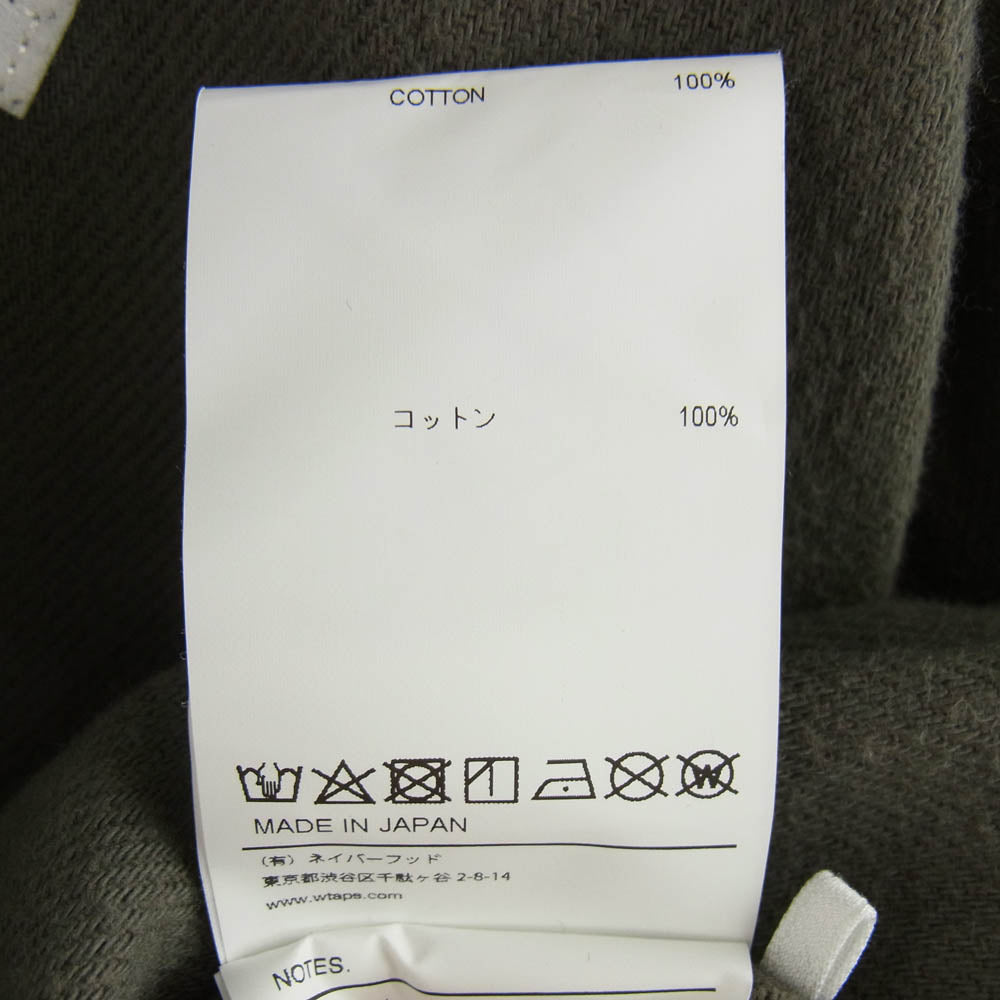 COTTON 100%
コットン 100%
W
MADE IN JAPAN
(有) ネイバーフッド
東京都渋谷区千駄ヶ谷 2-8-14
www.wtaps.com
NOTES.